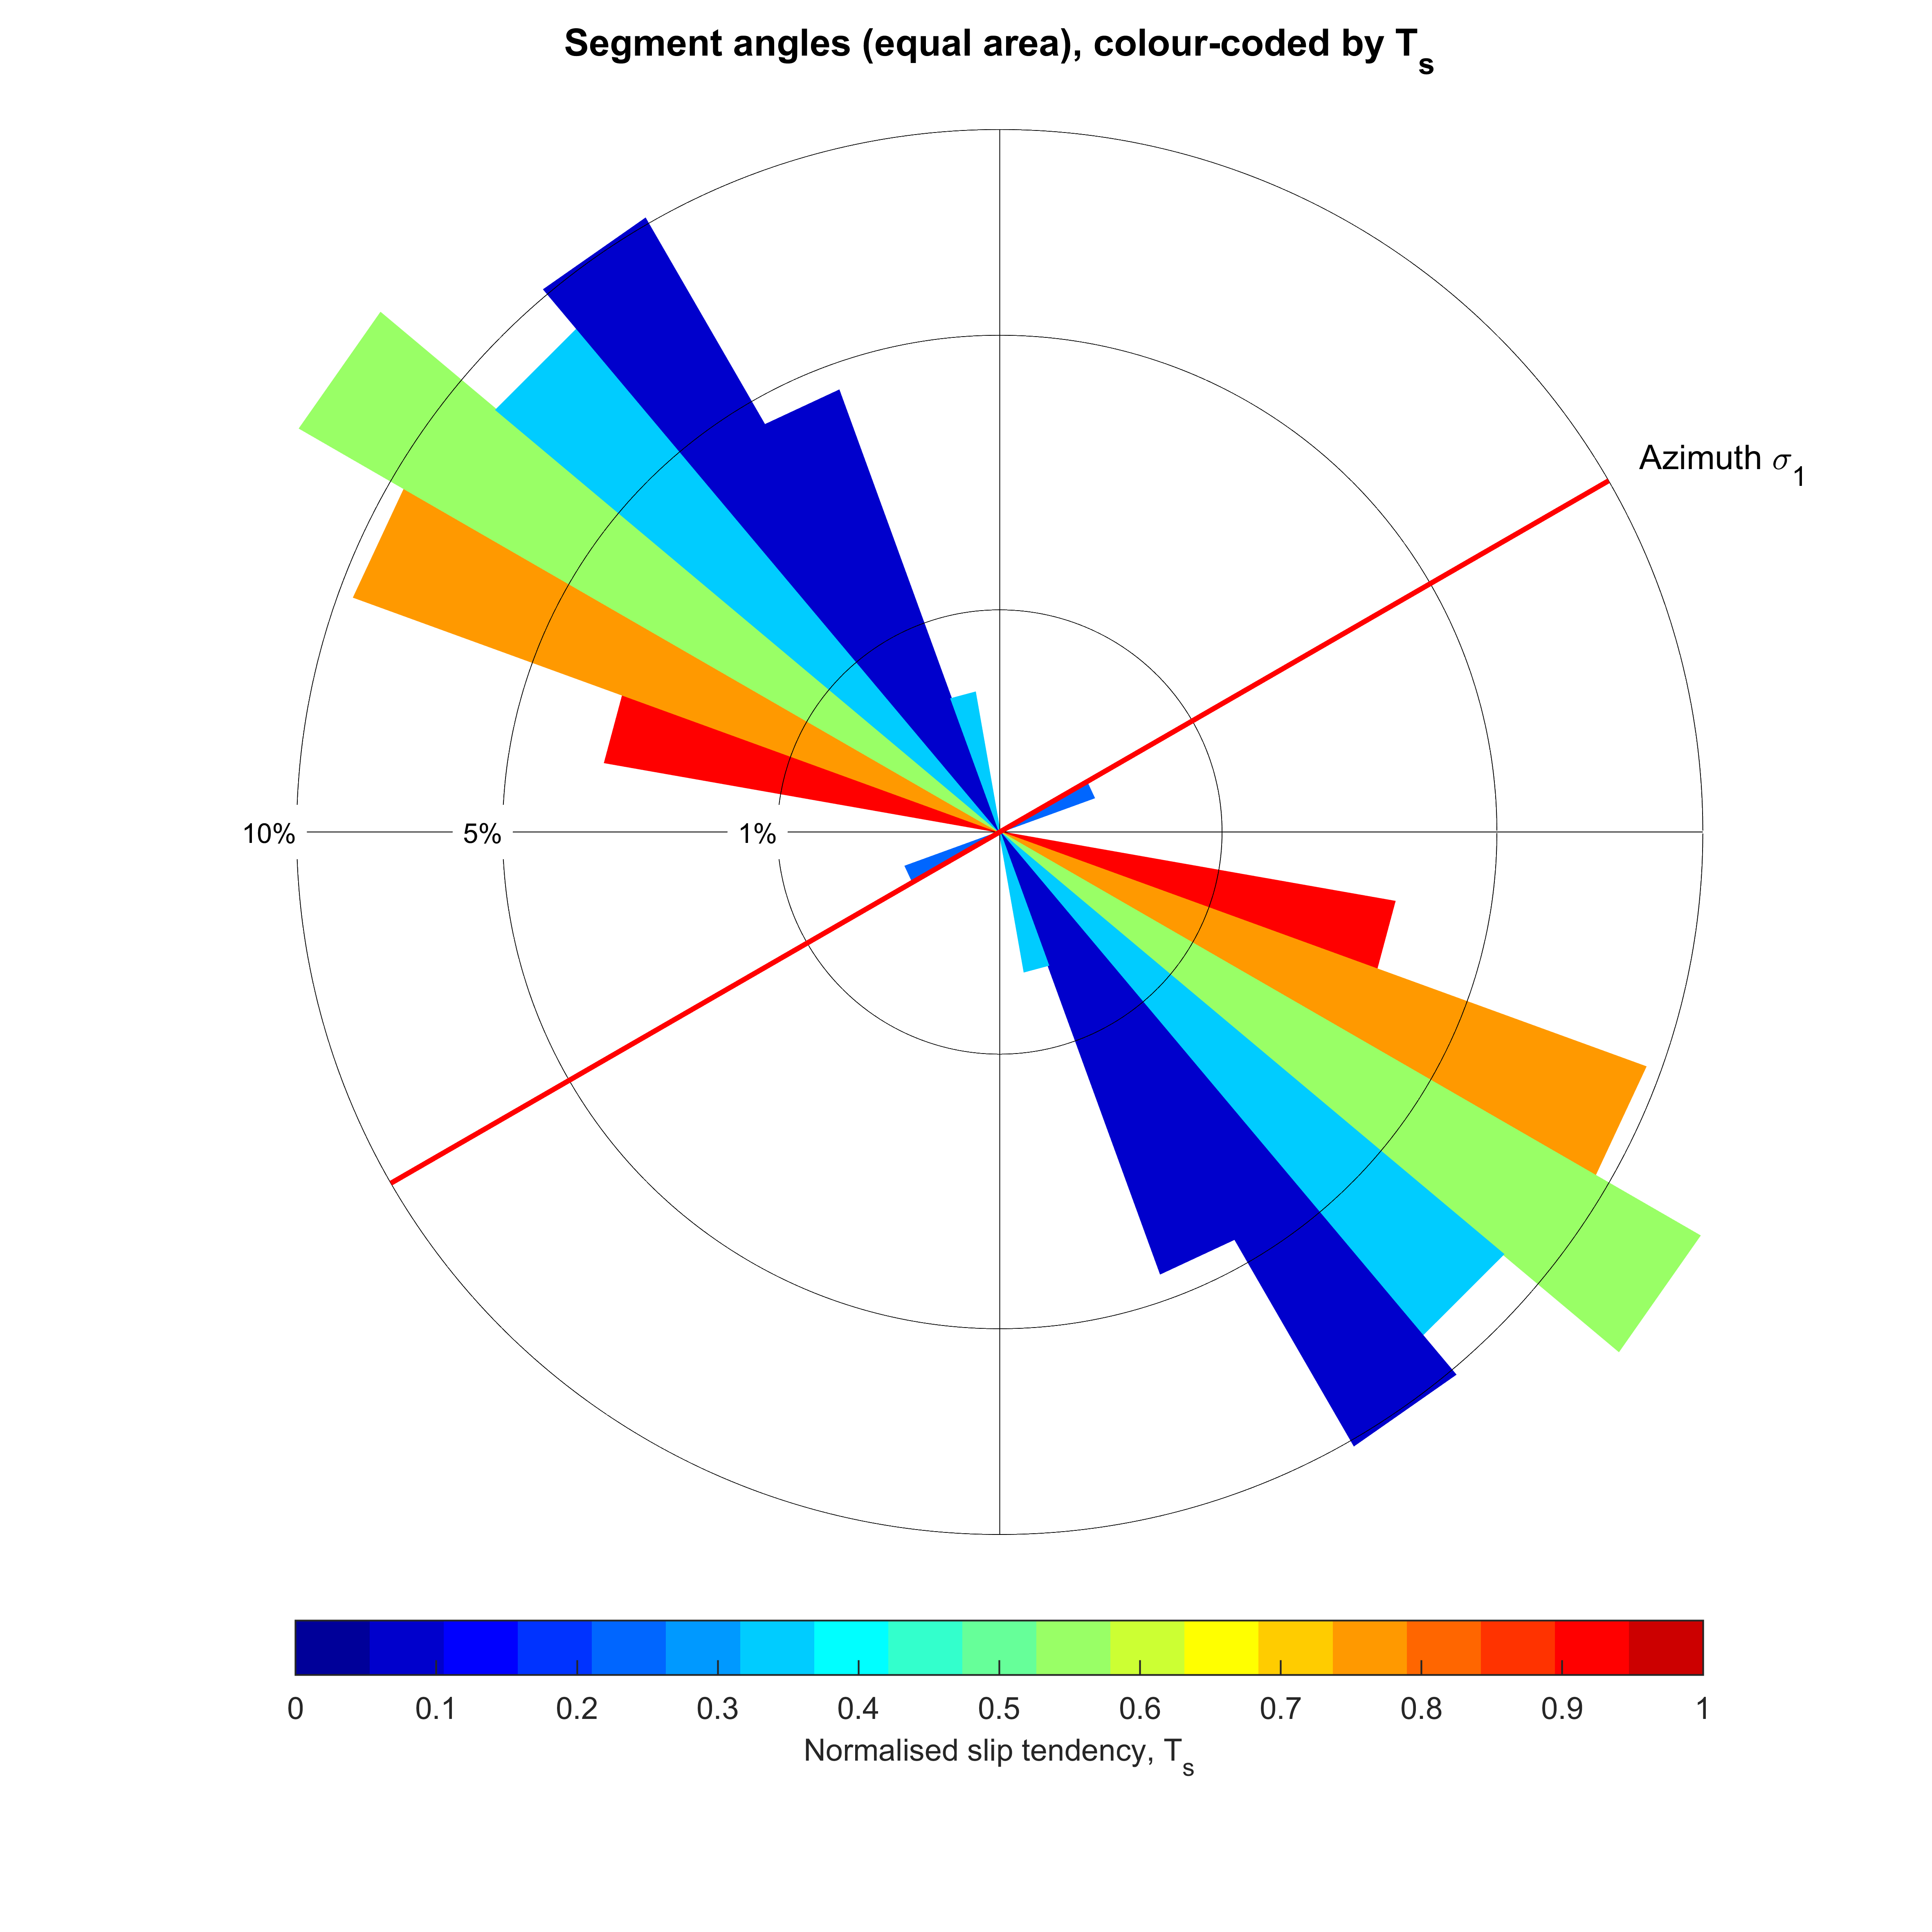 Segment angles (equal area), colour-coded by Ts
Azimuth σ1
10% 5% 1%
0 0.1 0.2 0.3 0.4 0.5 0.6 0.7 0.8 0.9 1
Normalised slip tendency, Ts